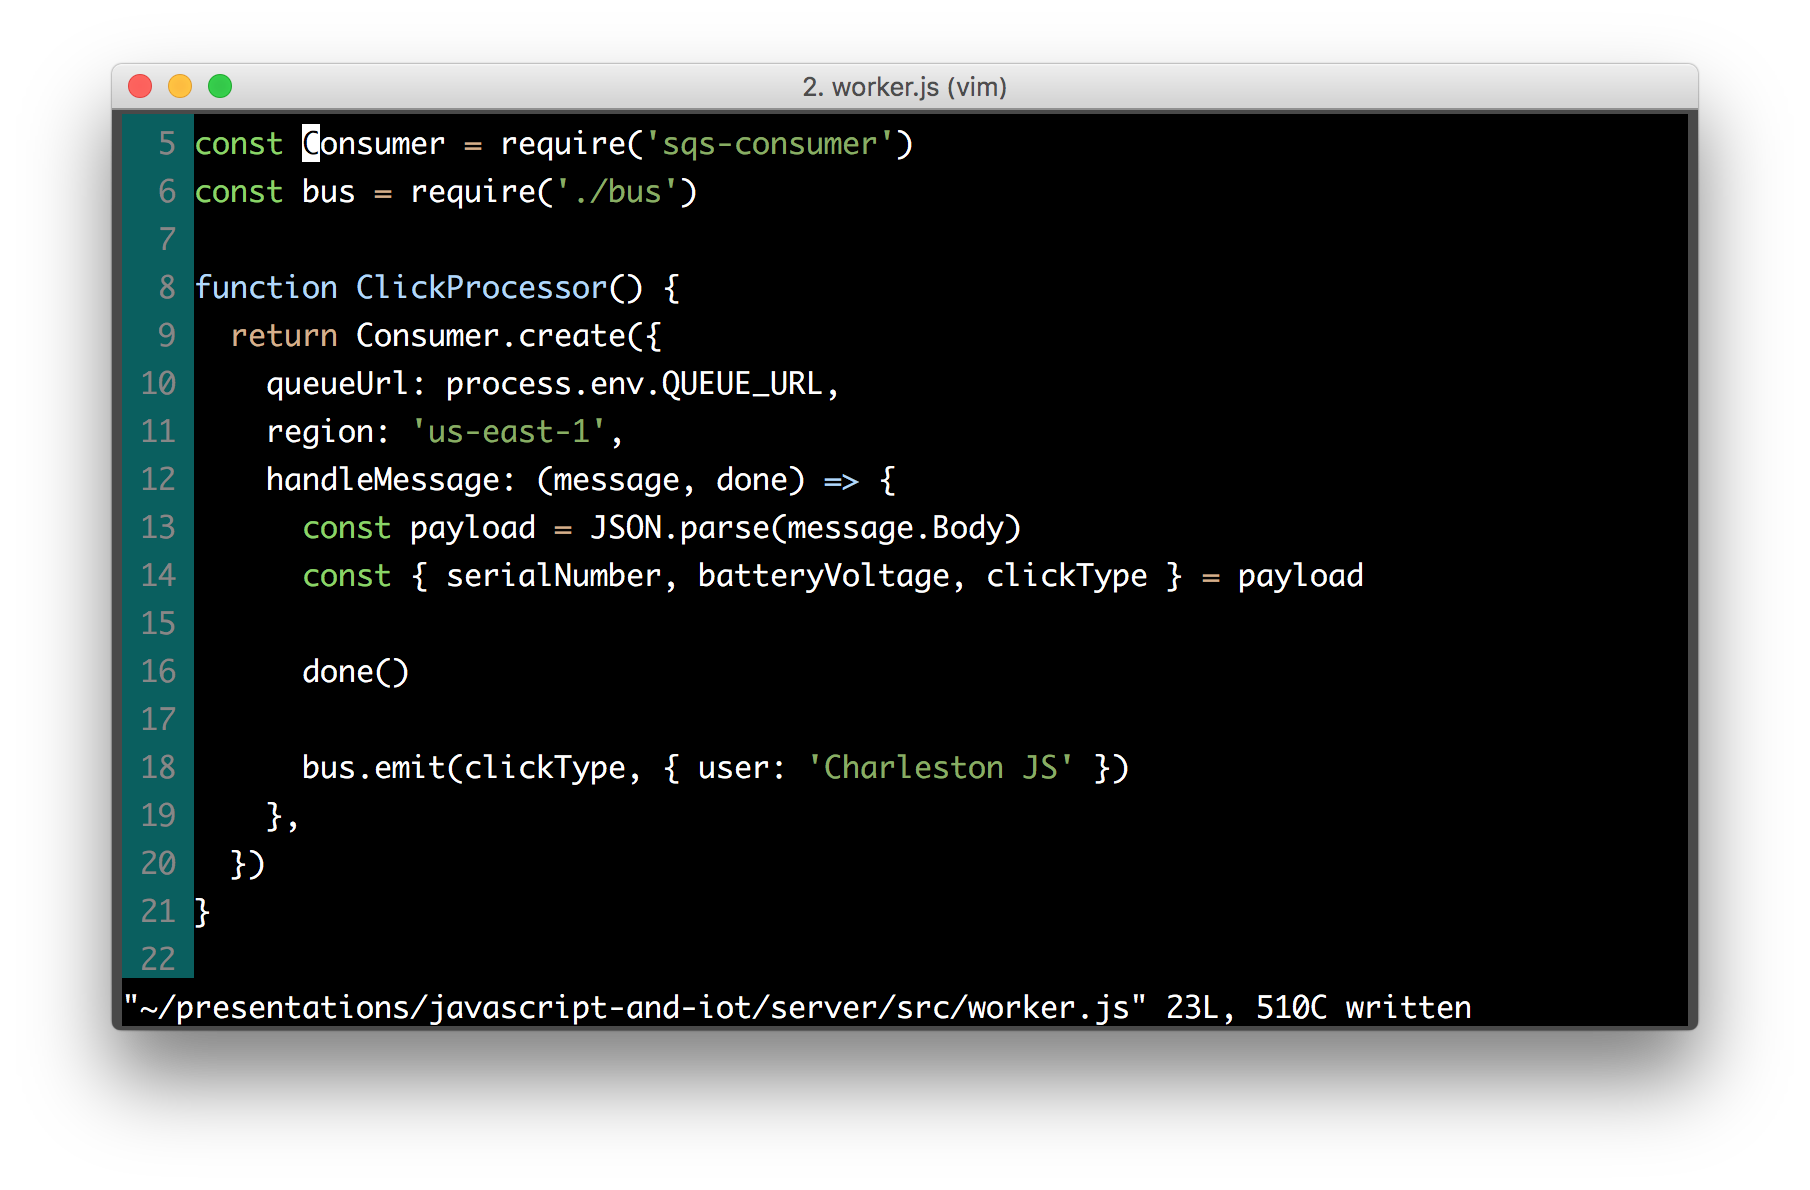 2. worker.js (vim)
5 const Consumer = require('sqs-consumer')
6 const bus = require('./bus')
7
8 function ClickProcessor() {
9   return Consumer.create({
10     queueUrl: process.env.QUEUE_URL,
11     region: 'us-east-1',
12     handleMessage: (message, done) => {
13       const payload = JSON.parse(message.Body)
14       const { serialNumber, batteryVoltage, clickType } = payload
15
16       done()
17
18       bus.emit(clickType, { user: 'Charleston JS' })
19     },
20   })
21 }
22
"~/presentations/javascript-and-iot/server/src/worker.js" 23L, 510C written